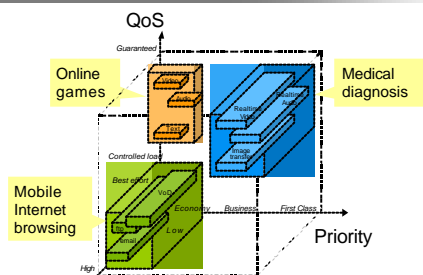 QoS
Guaranteed
Online
games
Video
Audio
Text
Medical
diagnosis
Realtime
Video
Realtime
Audio
Image
transfer
Controlled load
Best effort
VoD
ftp
email
Mobile
Internet
browsing
Economy
Business
First Class
Low
Priority
High